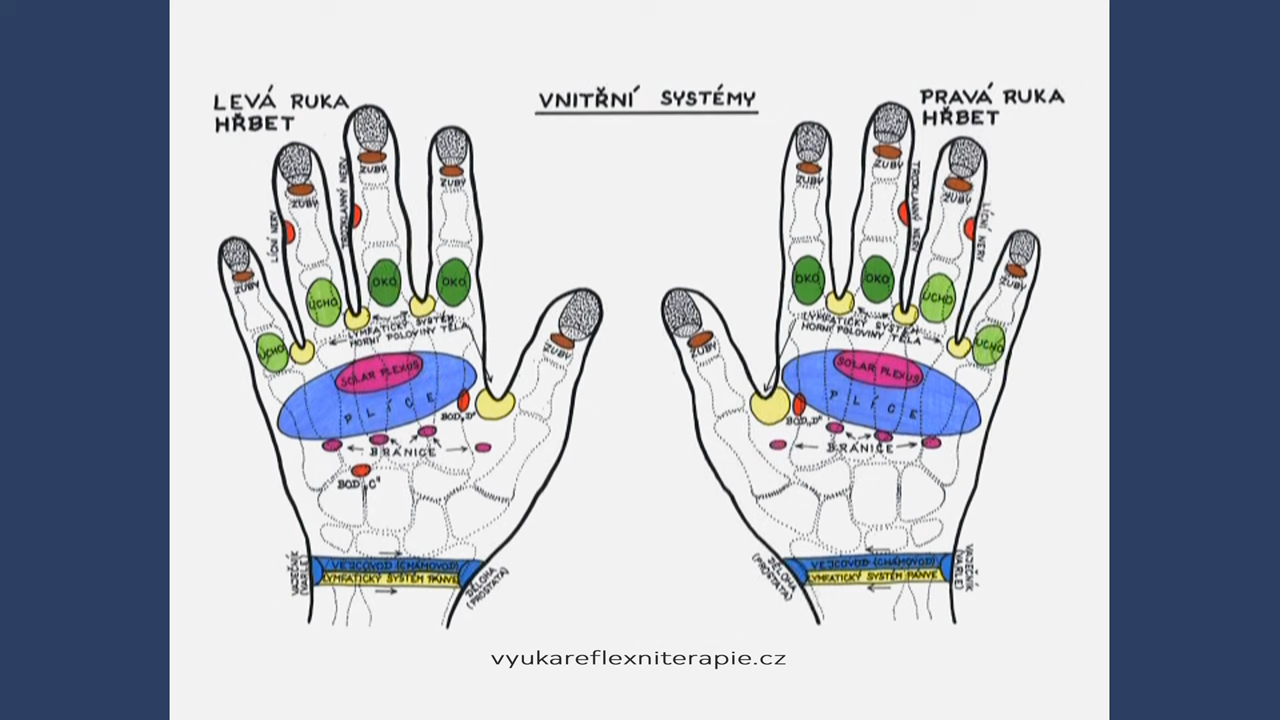 LEVÁ RUKA
HŘBET
VNITŘNÍ SYSTÉMY
PRAVÁ RUKA
HŘBET
ZUBY
ZUBY
ZUBY
ZUBY
ZUBY
LÍCNÍ NERV
TROJKLANNÝ NERV
OKO
OKO
UCHO
UCHO
LYMFATICKÝ SYSTÉM
HORNÍ POLOVINY TĚLA
SOLAR PLEXUS
PLÍCE
BOD „D"
BRÁNICE
BOD „C"
VAJEČNÍK
(VARLE)
VEJCOVOD (CHÁMOVOD)
LYMFATICKÝ SYSTÉM PÁNVE
DĚLOHA
(PROSTATA)
ZUBY
ZUBY
ZUBY
ZUBY
ZUBY
TROJKLANNÝ NERV
LÍCNÍ NERV
OKO
OKO
UCHO
UCHO
LYMFATICKÝ SYSTÉM
HORNÍ POLOVINY TĚLA
SOLAR PLEXUS
PLÍCE
BOD „D"
BRÁNICE
DĚLOHA
(PROSTATA)
VEJCOVOD (CHÁMOVOD)
LYMFATICKÝ SYSTÉM PÁNVE
VAJEČNÍK
(VARLE)
vyukareflexniterapie.cz